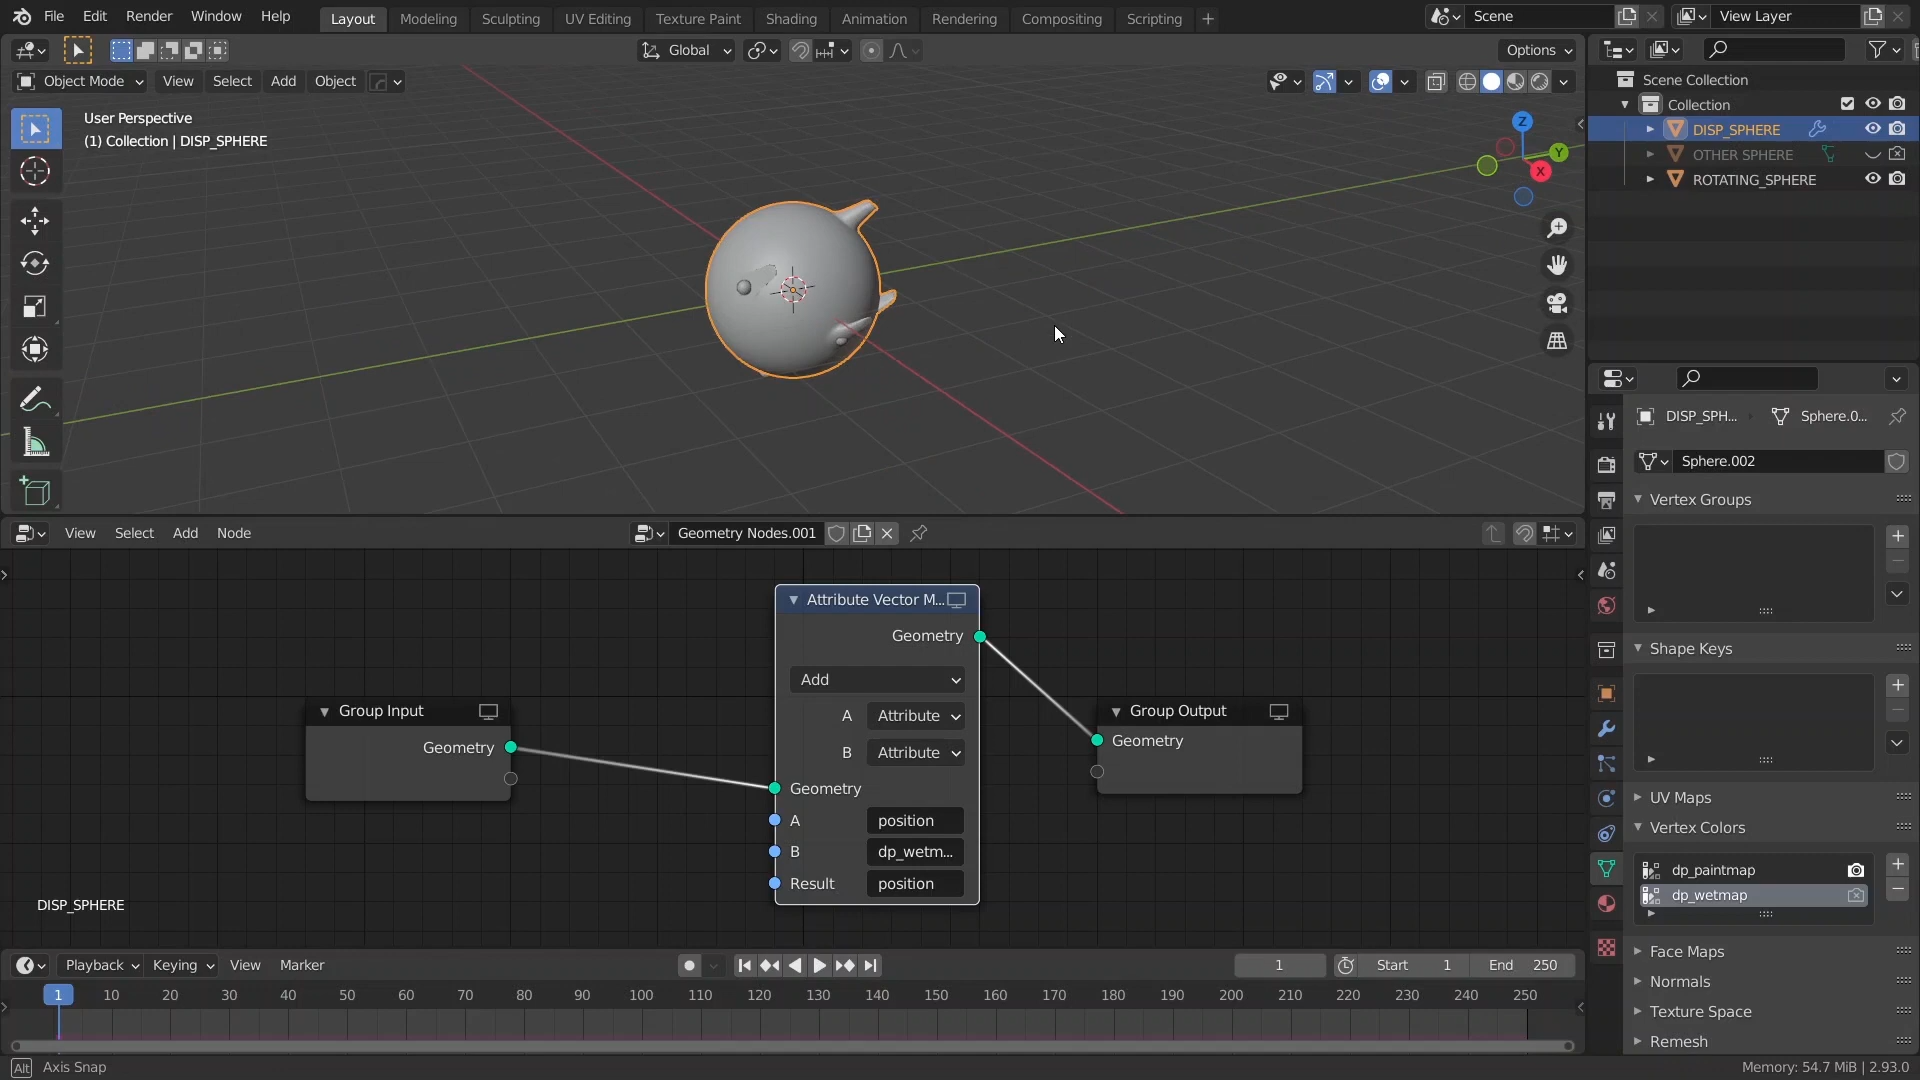 File Edit Render Window Help Layout Modeling Sculpting UV Editing Texture Paint Shading Animation Rendering Compositing Scripting + Scene View Layer
Global Options
Object Mode View Select Add Object
User Perspective
(1) Collection | DISP_SPHERE
Z
Y
X
Scene Collection
Collection
DISP_SPHERE
OTHER SPHERE
ROTATING_SPHERE
DISP_SPH... Sphere.0...
Sphere.002
Vertex Groups
Shape Keys
UV Maps
Vertex Colors
dp_paintmap
dp_wetmap
Face Maps
Normals
Texture Space
Remesh
View Select Add Node Geometry Nodes.001
Attribute Vector M...
Geometry
Add
A Attribute
B Attribute
Geometry
A position
B dp_wetm...
Result position
Group Input
Geometry
Group Output
Geometry
DISP_SPHERE
Playback Keying View Marker 1 Start 1 End 250
1 10 20 30 40 50 60 70 80 90 100 110 120 130 140 150 160 170 180 190 200 210 220 230 240 250
Alt Axis Snap Memory: 54.7 MiB | 2.93.0